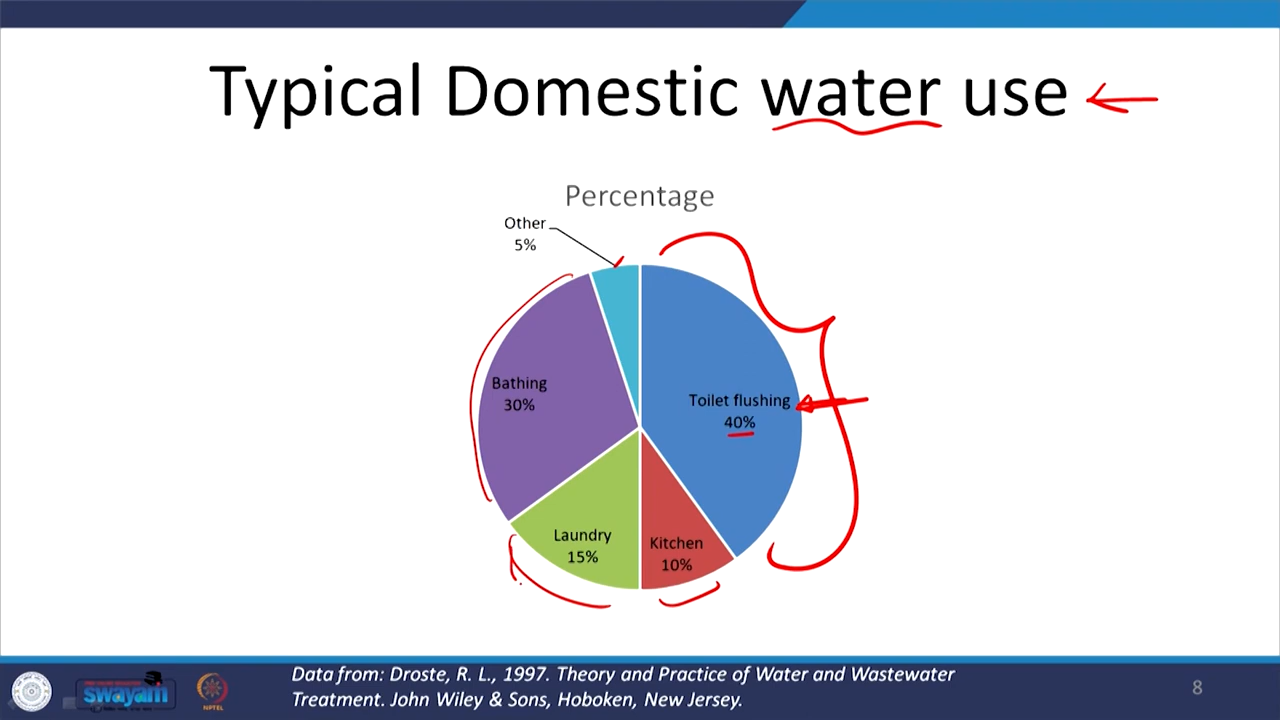 Typical Domestic water use
Percentage
Other
5%
Bathing
30%
Toilet flushing
40%
Laundry
15%
Kitchen
10%
Data from: Droste, R. L., 1997. Theory and Practice of Water and Wastewater
Treatment. John Wiley & Sons, Hoboken, New Jersey.
8
swayam
NPTEL